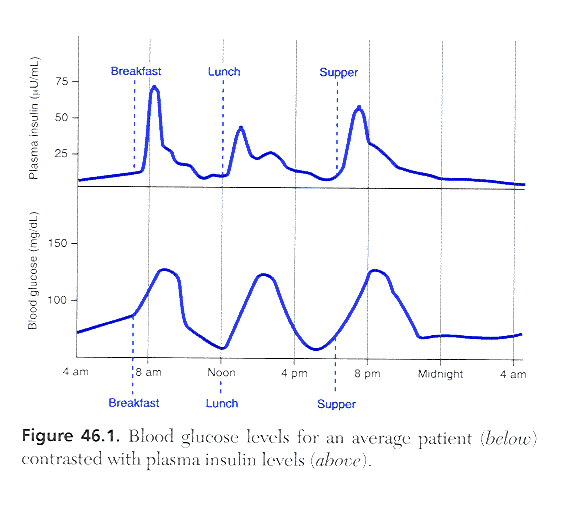 Plasma insulin (μU/mL)
75
50
25
Breakfast
Lunch
Supper
Blood glucose (mg/dL)
150
100
4 am
8 am
Noon
4 pm
8 pm
Midnight
4 am
Breakfast
Lunch
Supper
Figure 46.1. Blood glucose levels for an average patient (below)
contrasted with plasma insulin levels (above).